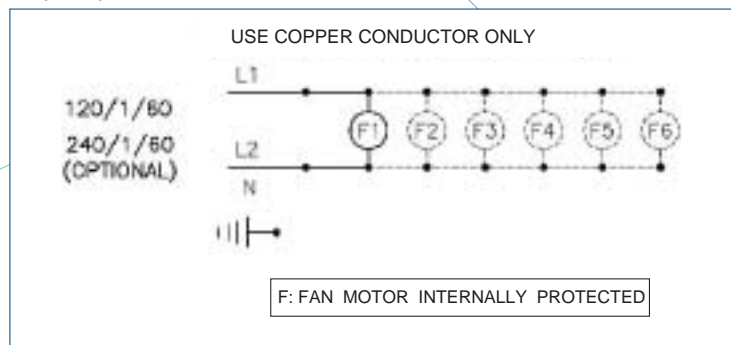 USE COPPER CONDUCTOR ONLY
L1
120/1/60
F1 F2 F3 F4 F5 F6
240/1/60
(OPTIONAL)
L2
N
F: FAN MOTOR INTERNALLY PROTECTED